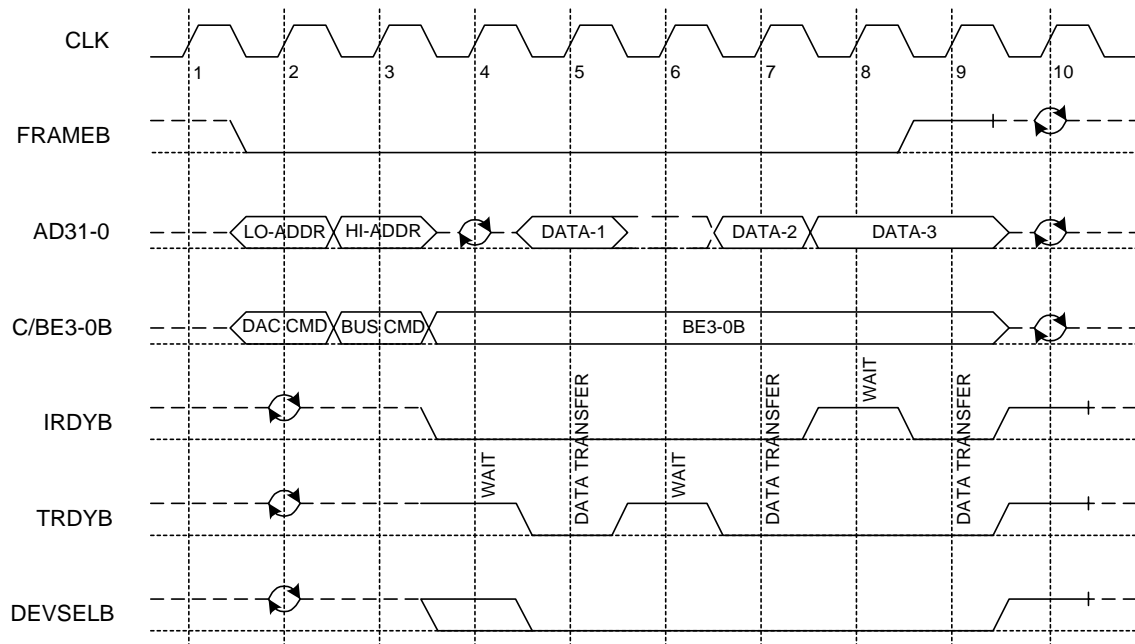 CLK
1 2 3 4 5 6 7 8 9 10
FRAMEB
AD31-0
LO-ADDR HI-ADDR DATA-1 DATA-2 DATA-3
C/BE3-0B
DAC CMD BUS CMD BE3-0B
IRDYB
WAIT
DATA TRANSFER
WAIT
DATA TRANSFER
WAIT
DATA TRANSFER
TRDYB
DEVSELB